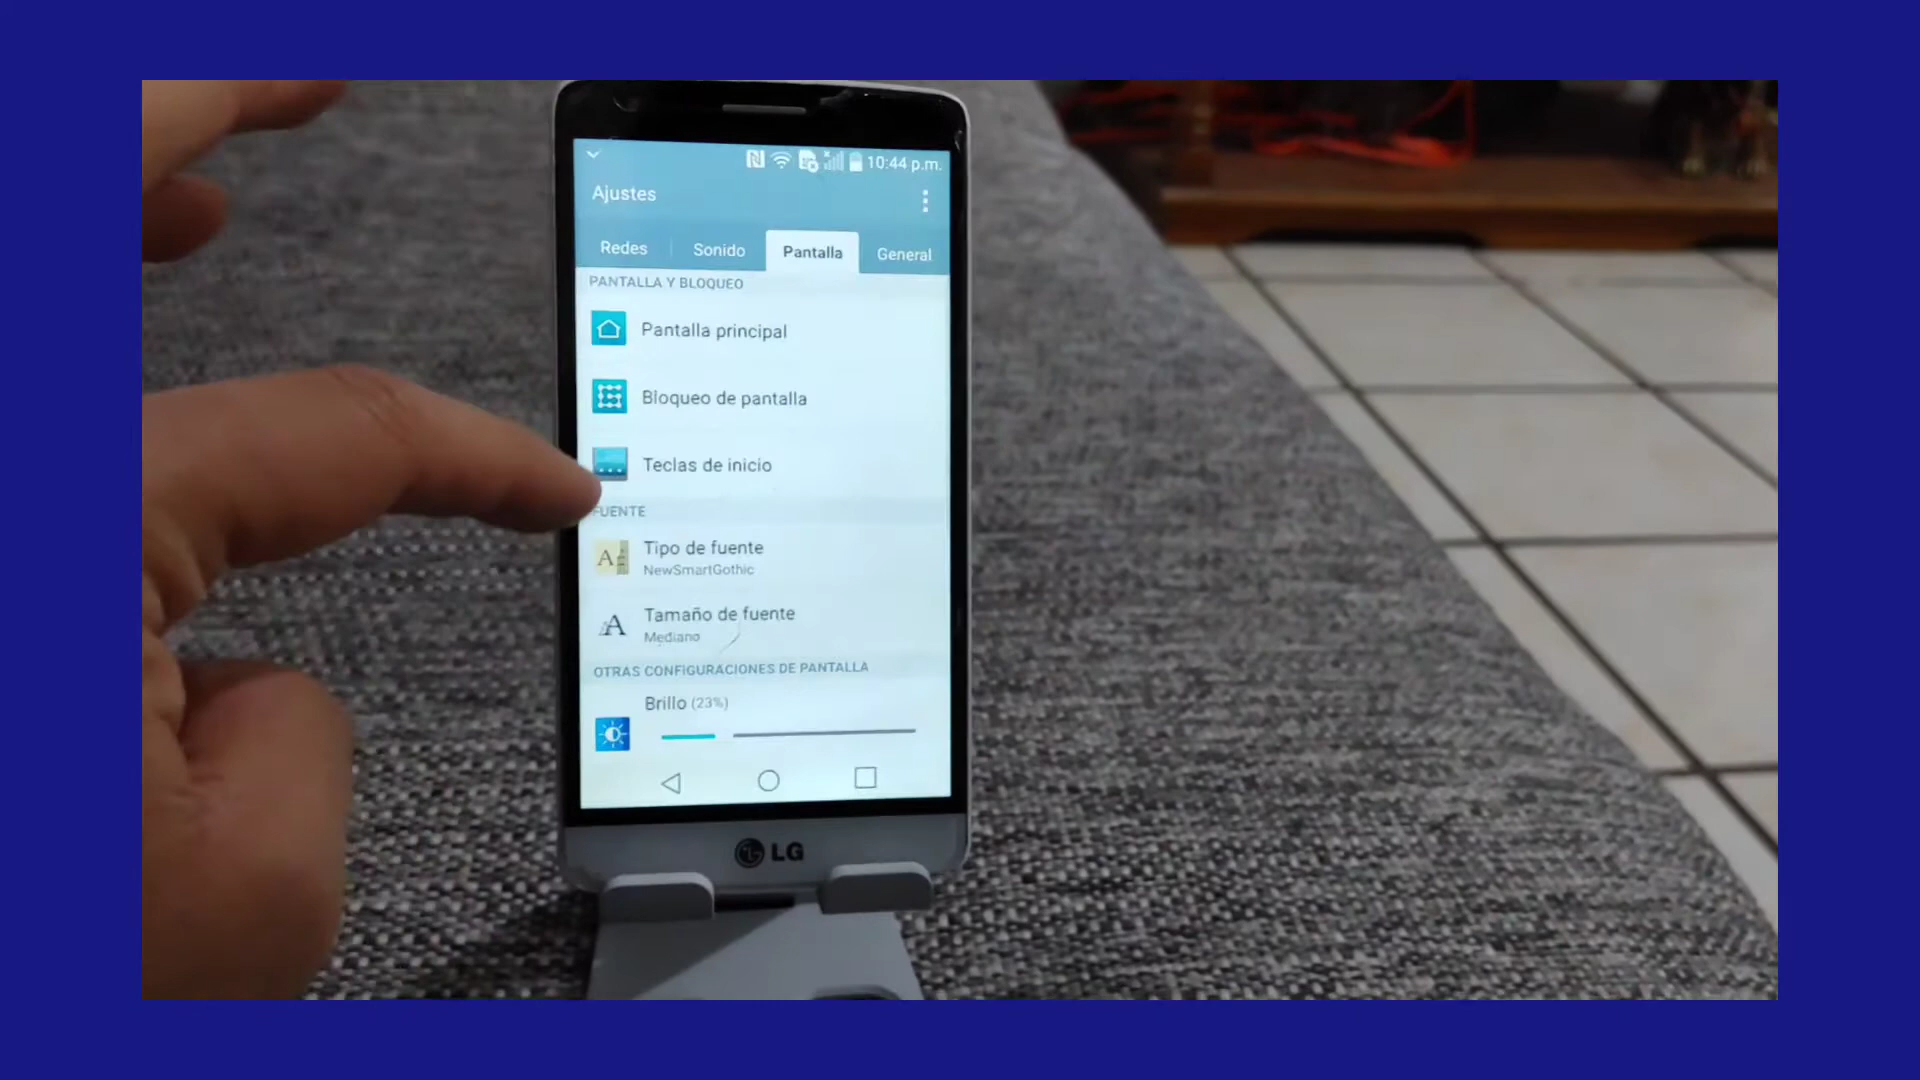 10:44 p.m.
Ajustes
Redes
Sonido
Pantalla
General
PANTALLA Y BLOQUEO
Pantalla principal
Bloqueo de pantalla
Teclas de inicio
FUENTE
Tipo de fuente
NewSmartGothic
Tamaño de fuente
Mediano
OTRAS CONFIGURACIONES DE PANTALLA
Brillo (23%)
LG